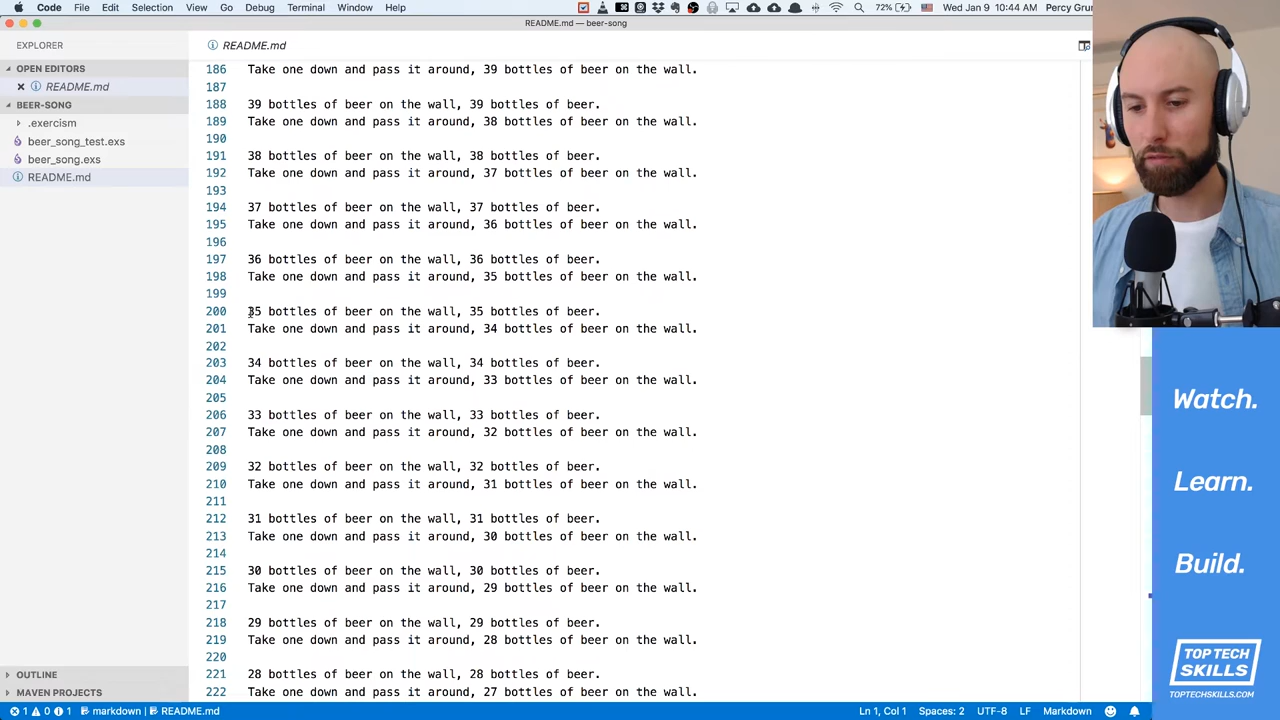 Code File Edit Selection View Go Debug Terminal Window Help 72% Wed Jan 9 10:44 AM Percy
README.md — beer-song
EXPLORER
README.md
OPEN EDITORS
README.md
BEER-SONG
.exercism
beer_song_test.exs
beer_song.exs
README.md
186 Take one down and pass it around, 39 bottles of beer on the wall.
187
188 39 bottles of beer on the wall, 39 bottles of beer.
189 Take one down and pass it around, 38 bottles of beer on the wall.
190
191 38 bottles of beer on the wall, 38 bottles of beer.
192 Take one down and pass it around, 37 bottles of beer on the wall.
193
194 37 bottles of beer on the wall, 37 bottles of beer.
195 Take one down and pass it around, 36 bottles of beer on the wall.
196
197 36 bottles of beer on the wall, 36 bottles of beer.
198 Take one down and pass it around, 35 bottles of beer on the wall.
199
200 35 bottles of beer on the wall, 35 bottles of beer.
201 Take one down and pass it around, 34 bottles of beer on the wall.
202
203 34 bottles of beer on the wall, 34 bottles of beer.
204 Take one down and pass it around, 33 bottles of beer on the wall.
205
206 33 bottles of beer on the wall, 33 bottles of beer.
207 Take one down and pass it around, 32 bottles of beer on the wall.
208
209 32 bottles of beer on the wall, 32 bottles of beer.
210 Take one down and pass it around, 31 bottles of beer on the wall.
211
212 31 bottles of beer on the wall, 31 bottles of beer.
213 Take one down and pass it around, 30 bottles of beer on the wall.
214
215 30 bottles of beer on the wall, 30 bottles of beer.
216 Take one down and pass it around, 29 bottles of beer on the wall.
217
218 29 bottles of beer on the wall, 29 bottles of beer.
219 Take one down and pass it around, 28 bottles of beer on the wall.
220
221 28 bottles of beer on the wall, 28 bottles of beer.
222 Take one down and pass it around, 27 bottles of beer on the wall.
OUTLINE
MAVEN PROJECTS
1 0 1 markdown | README.md Ln 1, Col 1 Spaces: 2 UTF-8 LF Markdown
Watch.
Learn.
Build.
TOP TECH
SKILLS
TOPTECHSKILLS.COM